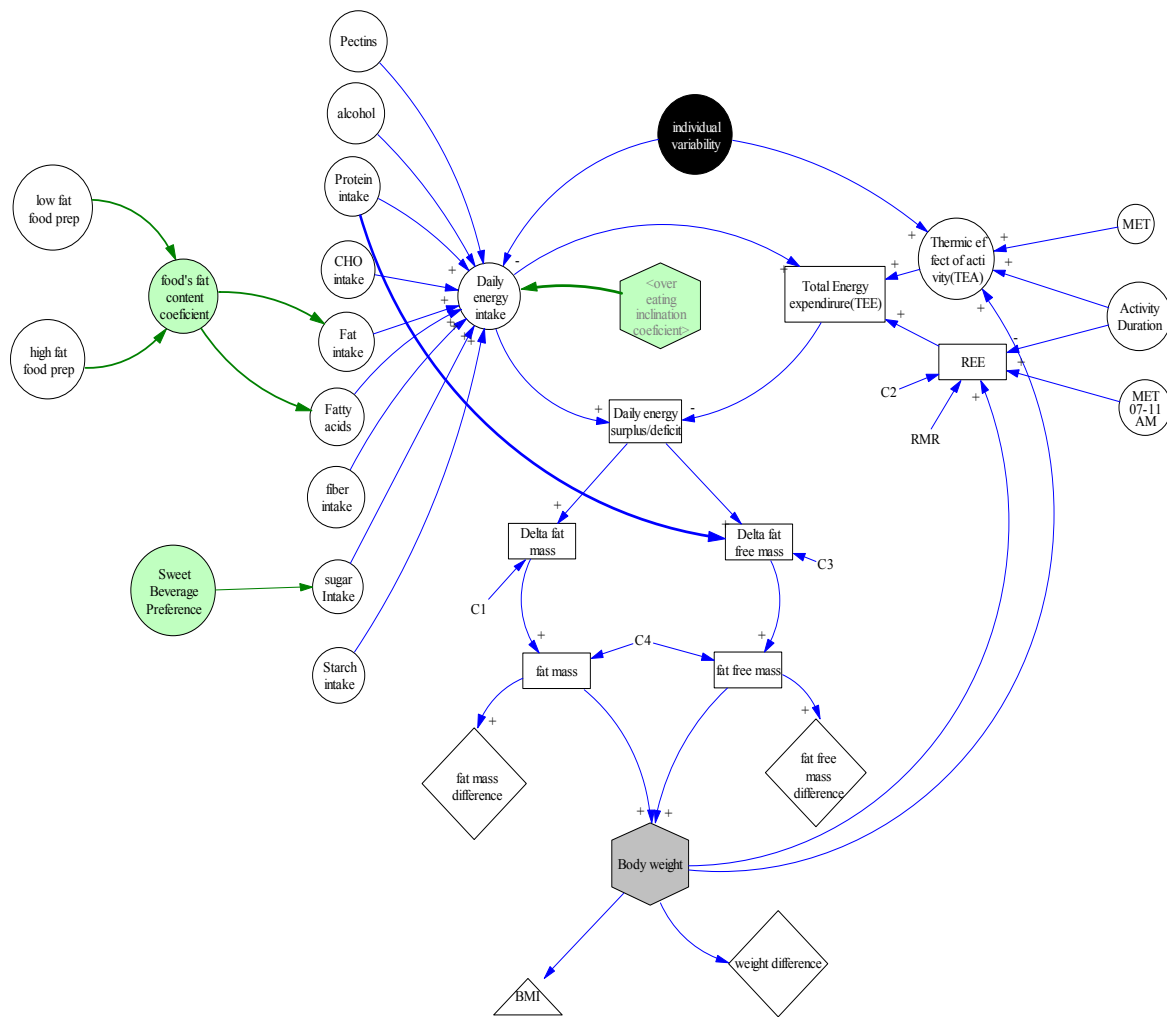 Pectins
alcohol
individual
variability
Protein
intake
low fat
food prep
MET
Thermic ef
fect of acti
vity(TEA)
CHO
intake
food's fat
content
coeficient
Daily
energy
intake
<over
eating
inclination
coeficient>
Total Energy
expendirure(TEE)
Activity
Duration
Fat
intake
high fat
food prep
REE
C2
MET
07-11
AM
Fatty
acids
Daily energy
surplus/deficit
RMR
fiber
intake
Delta fat
mass
Delta fat
free mass
C3
Sweet
Beverage
Preference
sugar
Intake
C1
C4
Starch
intake
fat mass
fat free mass
fat mass
difference
fat free
mass
difference
Body weight
weight difference
BMI